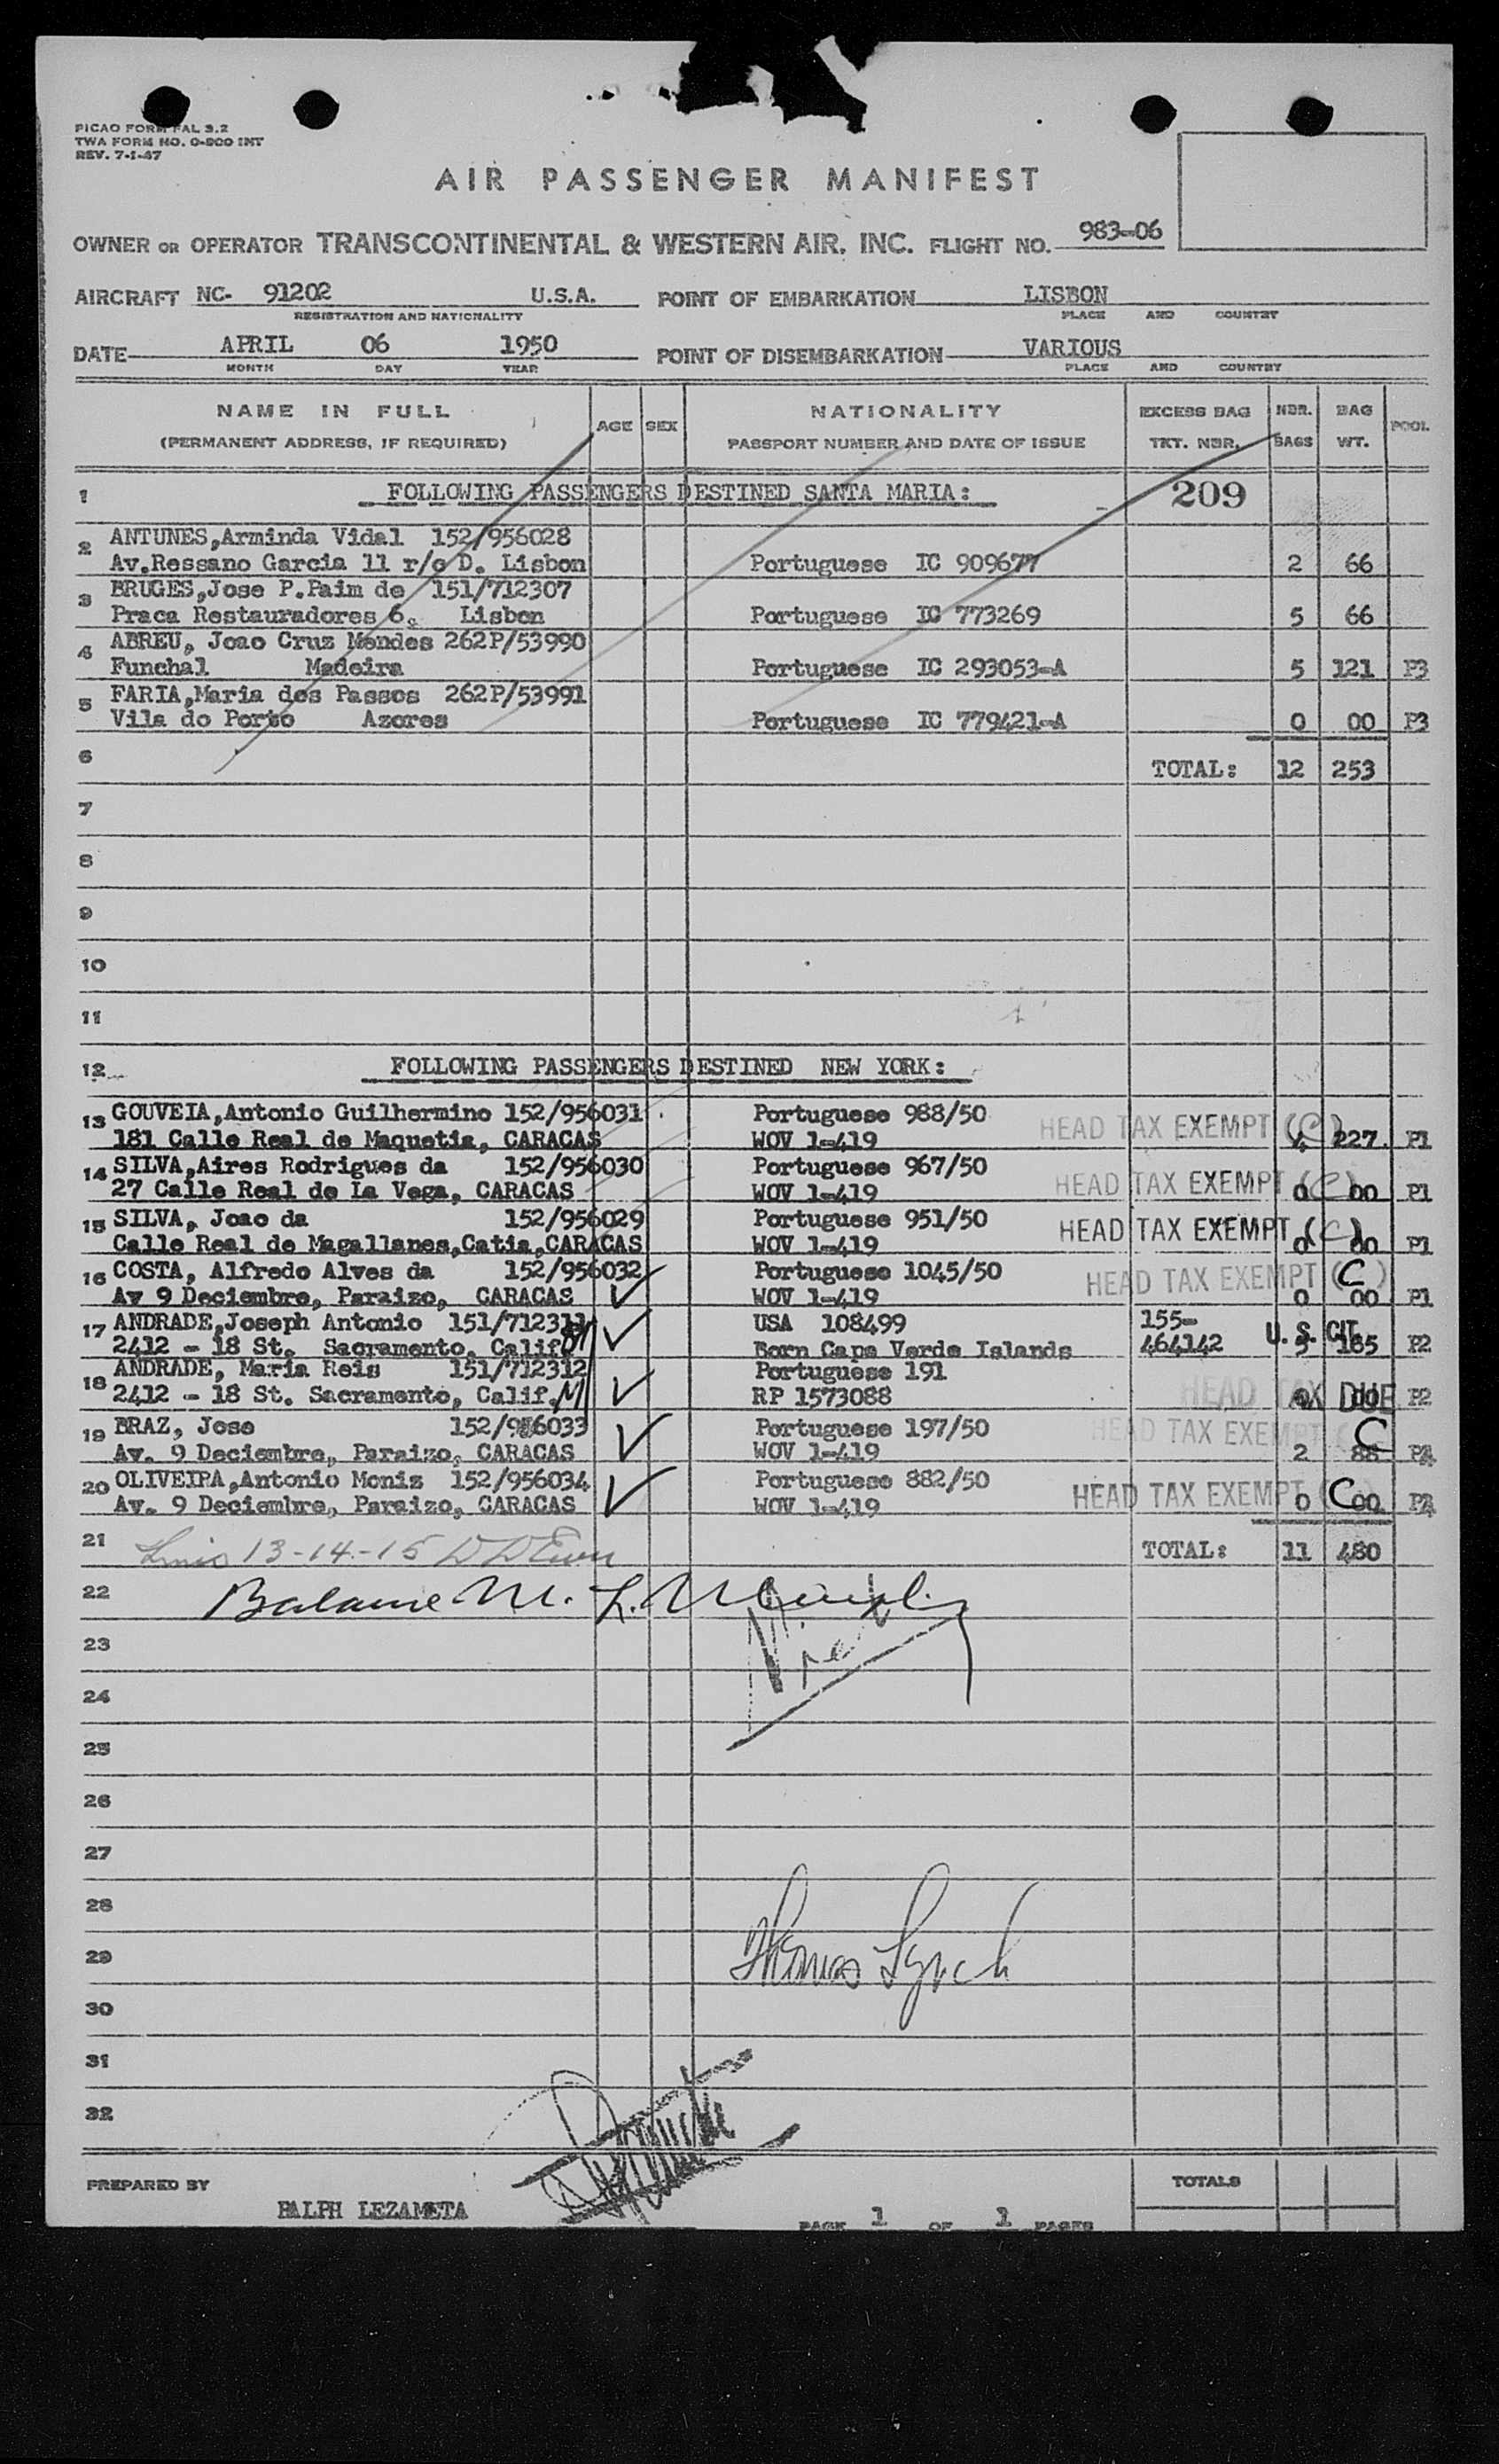 PICAO FORM FAL 3.2
TWA FORM NO. O-800 INT
REV. 7-1-47
AIR PASSENGER MANIFEST
OWNER OR OPERATOR TRANSCONTINENTAL & WESTERN AIR, INC. FLIGHT NO. 983-06
AIRCRAFT NC- 91202 U.S.A. POINT OF EMBARKATION LISBON
REGISTRATION AND NATIONALITY PLACE AND COUNTRY
DATE APRIL 06 1950 POINT OF DISEMBARKATION VARIOUS
MONTH DAY YEAR PLACE AND COUNTRY
NAME IN FULL AGE SEX NATIONALITY EXCESS BAG NBR. BAG POOL
(PERMANENT ADDRESS, IF REQUIRED) PASSPORT NUMBER AND DATE OF ISSUE TKT. NBR. BAGS WT.
1 FOLLOWING PASSENGERS DESTINED SANTA MARIA: 209
2 ANTUNES,Arminda Vidal 152/956028
Av.Ressano Garcia 11 r/c D. Lisbon Portuguese IC 909677 2 66
3 BRUGES,Jose P.Paim de 151/712307
Praca Restauradores 6. Lisbon Portuguese IC 773269 5 66
4 ABREU, Joao Cruz Mendes 262P/53990
Funchal Madeira Portuguese IC 293053-A 5 121 P3
5 FARIA,Maria dos Passos 262P/53991
Vila do Porto Azores Portuguese IC 779421-A 0 00 P3
6 TOTAL: 12 253
7
8
9
10
11
12 FOLLOWING PASSENGERS DESTINED NEW YORK:
13 GOUVEIA,Antonio Guilhermino 152/956031 Portuguese 988/50 HEAD TAX EXEMPT (C)
181 Calle Real de Maquetia, CARACAS WOV 1-419 4 227 P1
14 SILVA,Aires Rodrigues da 152/956030 Portuguese 967/50 HEAD TAX EXEMPT (C)
27 Calle Real de La Vega, CARACAS WOV 1-419 0 00 P1
15 SILVA, Joao da 152/956029 Portuguese 951/50 HEAD TAX EXEMPT (C)
Calle Real de Magallanes,Catia,CARACAS WOV 1-419 0 00 P1
16 COSTA, Alfredo Alves da 152/956032 Portuguese 1045/50 HEAD TAX EXEMPT (C)
Av 9 Deciembre, Paraizo, CARACAS WOV 1-419 0 00 P1
17 ANDRADE,Joseph Antonio 151/712311 USA 108499 155- U. S. CIT.
2412 - 18 St. Sacramento, Calif. M Born Cape Verde Islands 464142 5 165 P2
18 ANDRADE, Maria Reis 151/712312 Portuguese 191
2412 - 18 St. Sacramento, Calif. M RP 1573088 HEAD TAX DUE 0 00 P2
19 BRAZ, Jose 152/956033 Portuguese 197/50 HEAD TAX EXEMPT C
Av. 9 Deciembre, Paraizo, CARACAS WOV 1-419 2 88
20 OLIVEIRA,Antonio Moniz 152/956034 Portuguese 882/50 HEAD TAX EXEMPT C
Av. 9 Deciembre, Paraizo, CARACAS WOV 1-419 0 00
21 13-14-15 TOTAL: 11 480
22 Balance M. L.
23
24
25
26
27
28
29 Thomas Lynch
30
31
32
PREPARED BY TOTALS
RALPH LEZAMETA PAGE 1 OF 1 PAGES